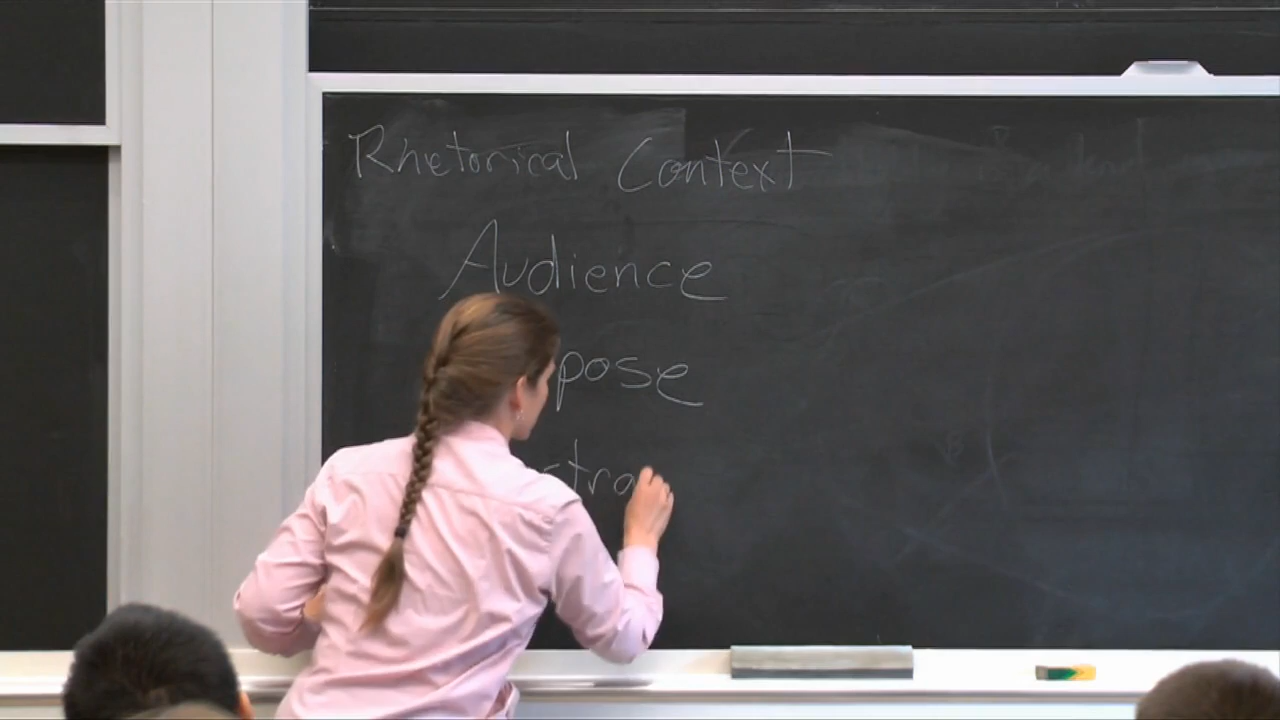 Rhetorical Context
Audience
pose
stra